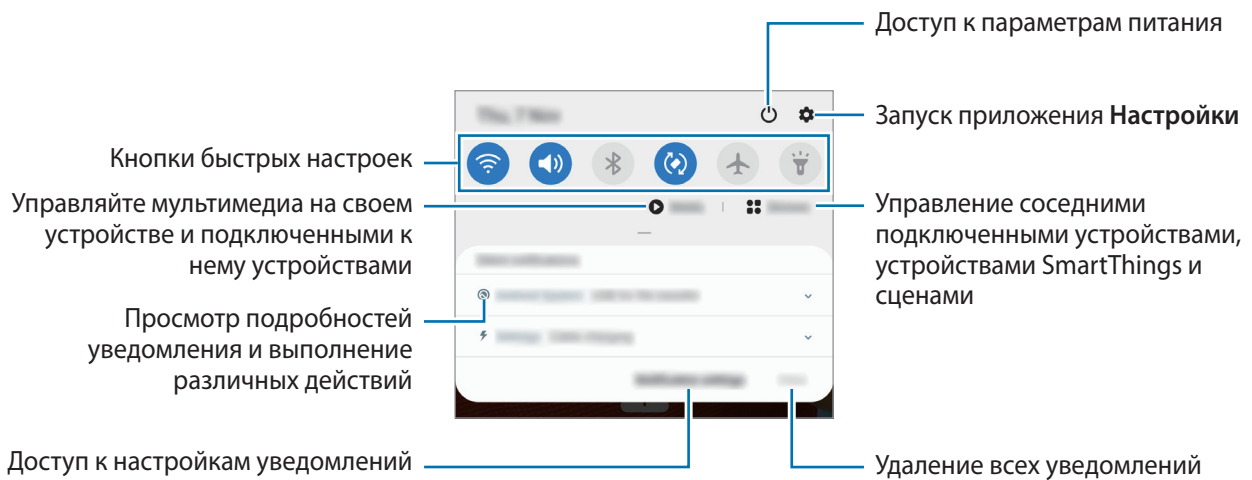 Доступ к параметрам питания
Запуск приложения Настройки
Кнопки быстрых настроек
Управляйте мультимедиа на своем
устройстве и подключенными к
нему устройствами
Управление соседними
подключенными устройствами,
устройствами SmartThings и
сценами
Просмотр подробностей
уведомления и выполнение
различных действий
Доступ к настройкам уведомлений
Удаление всех уведомлений